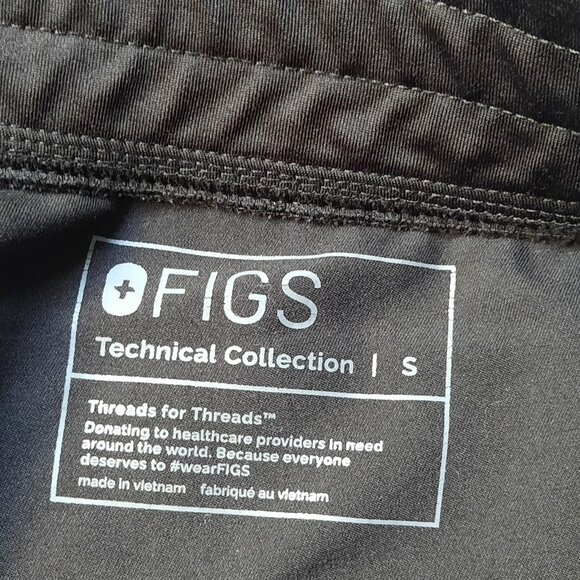 FIGS
Technical Collection | S
Threads for Threads™
Donating to healthcare providers in need
around the world. Because everyone
deserves to #wearFIGS
made in vietnam fabriqué au vietnam